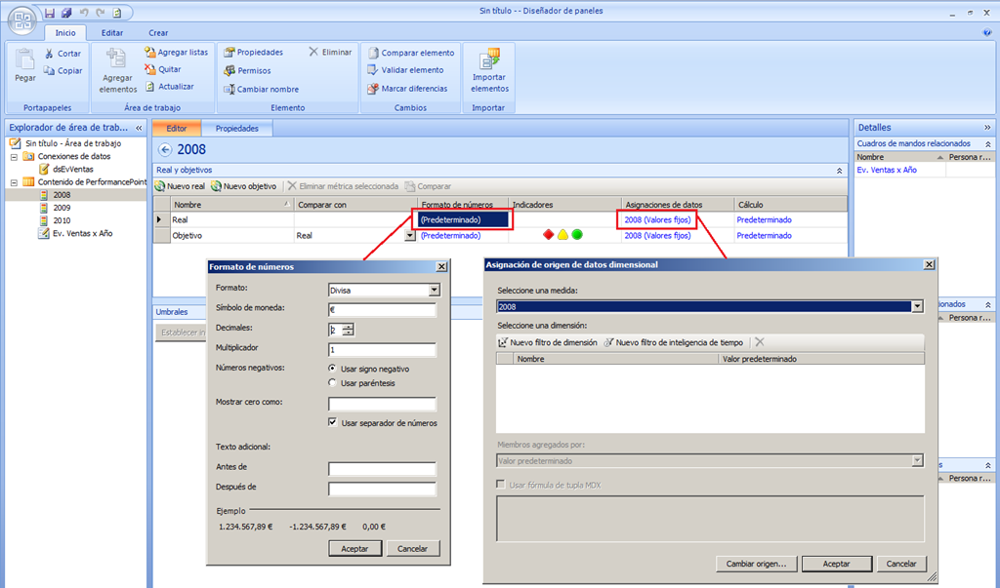 Sin título - - Diseñador de paneles
Inicio
Editar
Crear
Pegar
Cortar
Copiar
Portapapeles
Agregar elementos
Agregar listas
Quitar
Actualizar
Área de trabajo
Propiedades
Permisos
Cambiar nombre
Eliminar
Elemento
Comparar elemento
Validar elemento
Marcar diferencias
Cambios
Importar elementos
Importar
Explorador de área de trab... «
Sin título - Área de trabajo
Conexiones de datos
dsEvVentas
Contenido de PerformancePoint
2008
2009
2010
Ev. Ventas x Año
Editor
Propiedades
2008
Real y objetivos
Nuevo real
Nuevo objetivo
Eliminar métrica seleccionada
Comparar
Nombre
Comparar con
Formato de números
Indicadores
Asignaciones de datos
Cálculo
Real
(Predeterminado)
2008 (Valores fijos)
Predeterminado
Objetivo
Real
(Predeterminado)
2008 (Valores fijos)
Predeterminado
Umbrales
Establecer in
Detalles »
Cuadros de mandos relacionados
Nombre
Persona r...
Ev. Ventas x Año
ionados
Persona r...
s
Persona r...
Formato de números
Formato:
Divisa
Símbolo de moneda:
€
Decimales:
2
Multiplicador
1
Números negativos:
Usar signo negativo
Usar paréntesis
Mostrar cero como:
Usar separador de números
Texto adicional:
Antes de
Después de
Ejemplo
1.234.567,89 € -1.234.567,89 € 0,00 €
Aceptar
Cancelar
Asignación de origen de datos dimensional
Seleccione una medida:
2008
Seleccione una dimensión:
Nuevo filtro de dimensión
Nuevo filtro de inteligencia de tiempo
Nombre
Valor predeterminado
Miembros agregados por:
Valor predeterminado
Usar fórmula de tupla MDX
Cambiar origen...
Aceptar
Cancelar